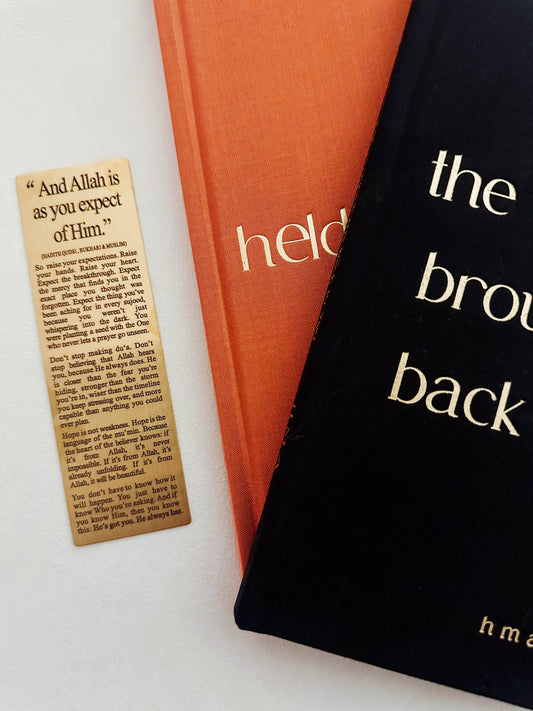 “ And Allah is
as you expect
of Him.”
(HADITH QUDSI , BUKHARI & MUSLIM)
So raise your expectations. Raise
your hands. Raise your heart.
Expect the breakthrough. Expect
the mercy that finds you in the
exact place you thought was
forgotten. Expect the thing you've
been aching for in every sujood,
because you weren't just
whispering into the dark. You
were planting a seed with the One
who never lets a prayer go unseen.
Don't stop making du'a. Don't
stop believing that Allah hears
you, because He always does. He
is closer than the fear you're
hiding, stronger than the storm
you're in, wiser than the timeline
you keep stressing over, and more
capable than anything you could
ever plan.
Hope is not weakness. Hope is the
language of the mu'min. Because
the heart of the believer knows: if
it's from Allah, it's never
impossible. If it's from Allah, it's
already unfolding. If it's from
Allah, it will be beautiful.
You don't have to know how it
will happen. You just have to
know Who you're asking. And if
you know Him, then you know
this: He's got you. He always has.
held
the
brou
back
hma